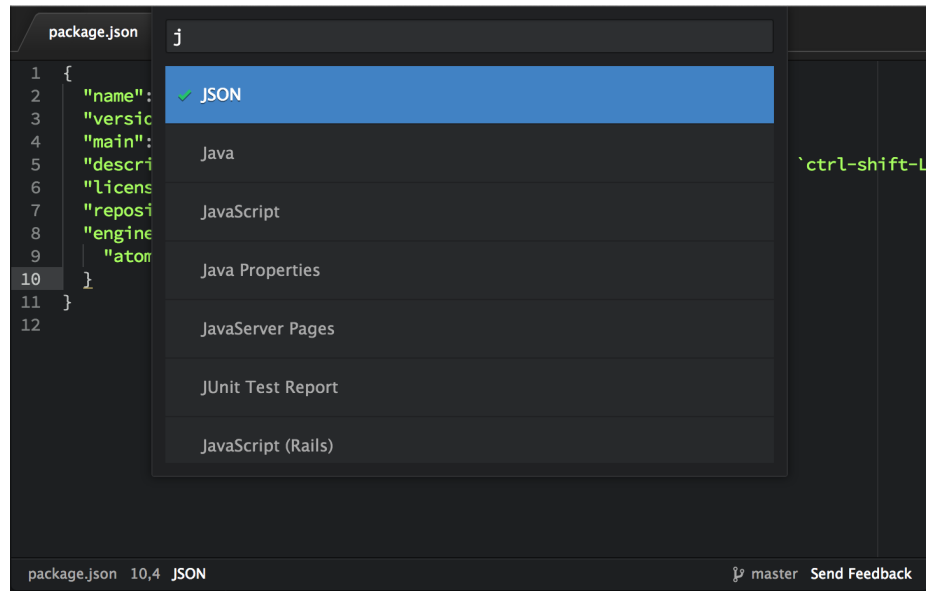 package.json
j
1 {
2 "name":
3 "versio
4 "main":
5 "descri `ctrl-shift-L
6 "licens
7 "reposi
8 "engine
9 "atom
10 }
11 }
12
JSON
Java
JavaScript
Java Properties
JavaServer Pages
JUnit Test Report
JavaScript (Rails)
package.json 10,4 JSON master Send Feedback